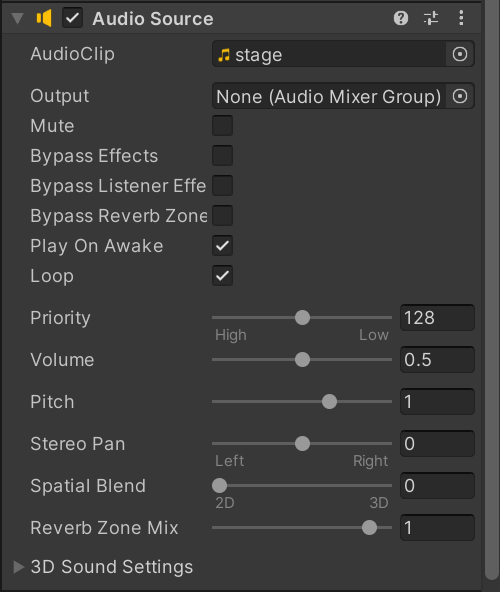 Audio Source
AudioClip stage
Output None (Audio Mixer Group)
Mute
Bypass Effects
Bypass Listener Effe
Bypass Reverb Zone
Play On Awake
Loop
Priority 128
High Low
Volume 0.5
Pitch 1
Stereo Pan 0
Left Right
Spatial Blend 0
2D 3D
Reverb Zone Mix 1
3D Sound Settings